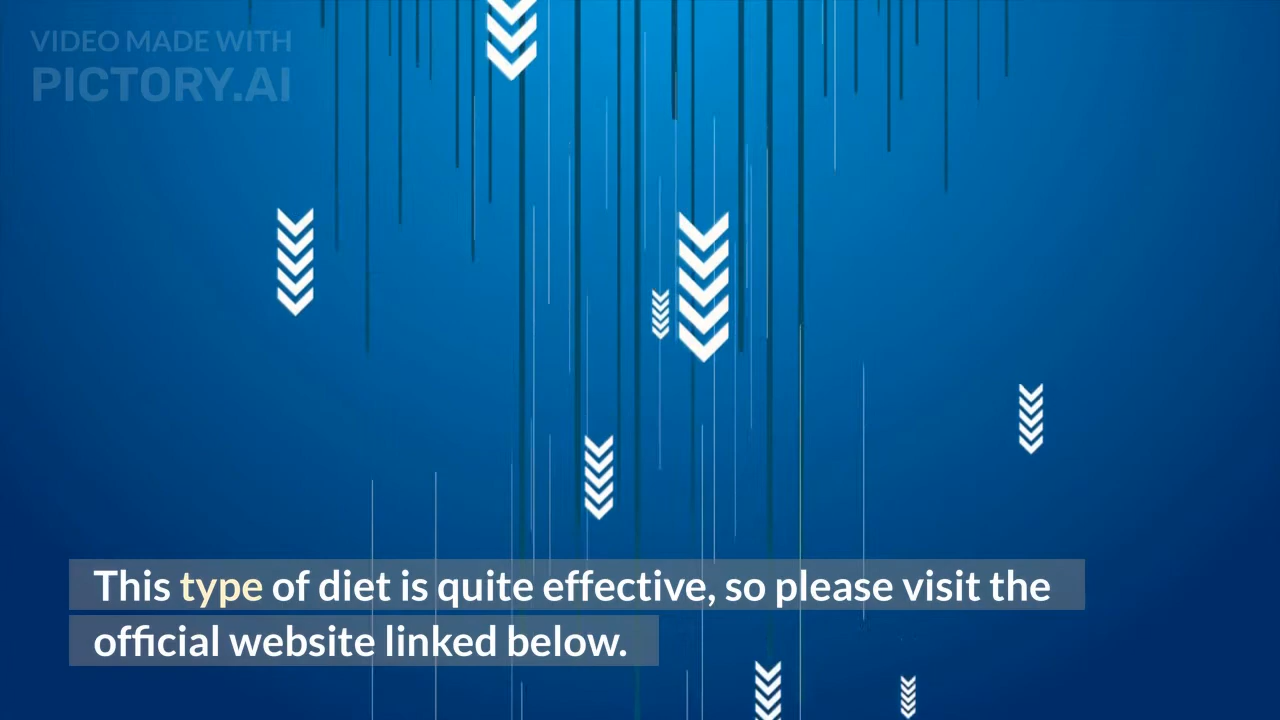 VIDEO MADE WITH
PICTORY.AI
This type of diet is quite effective, so please visit the
official website linked below.